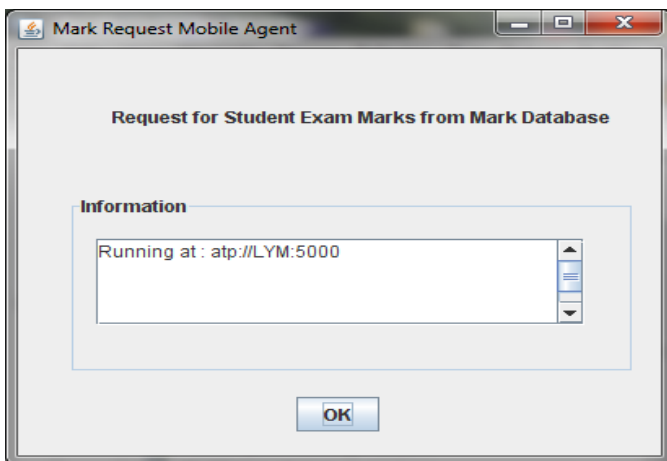 Mark Request Mobile Agent
Request for Student Exam Marks from Mark Database
Information
Running at : atp://LYM:5000
OK